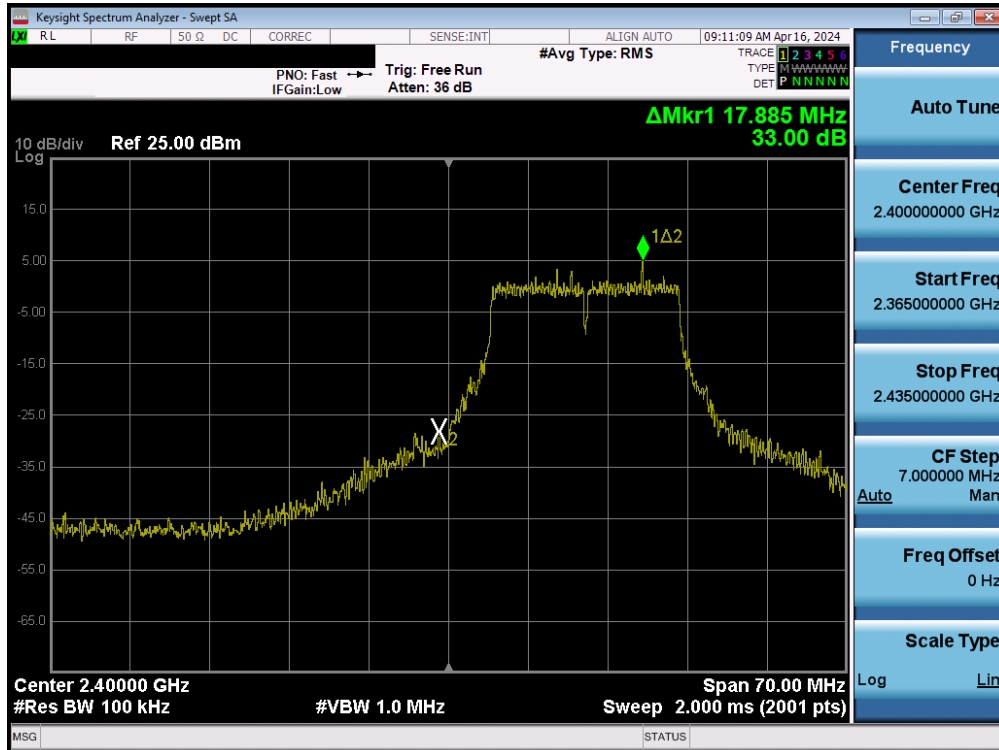 Keysight Spectrum Analyzer - Swept SA
LXI RL RF 50 Ω DC CORREC SENSE:INT ALIGN AUTO 09:11:09 AM Apr 16, 2024
Frequency
#Avg Type: RMS
TRACE 1 2 3 4 5 6
PNO: Fast Trig: Free Run
TYPE M WWWWW
IFGain:Low Atten: 36 dB
DET P N N N N N
Auto Tune
ΔMkr1 17.885 MHz
33.00 dB
10 dB/div Ref 25.00 dBm
Log
15.0
5.00
-5.00
-15.0
-25.0
-35.0
-45.0
-55.0
-65.0
1Δ2
X2
Center Freq
2.400000000 GHz
Start Freq
2.365000000 GHz
Stop Freq
2.435000000 GHz
CF Step
7.000000 MHz
Auto Man
Freq Offset
0 Hz
Scale Type
Log Lin
Center 2.40000 GHz Span 70.00 MHz
#Res BW 100 kHz #VBW 1.0 MHz Sweep 2.000 ms (2001 pts)
MSG STATUS